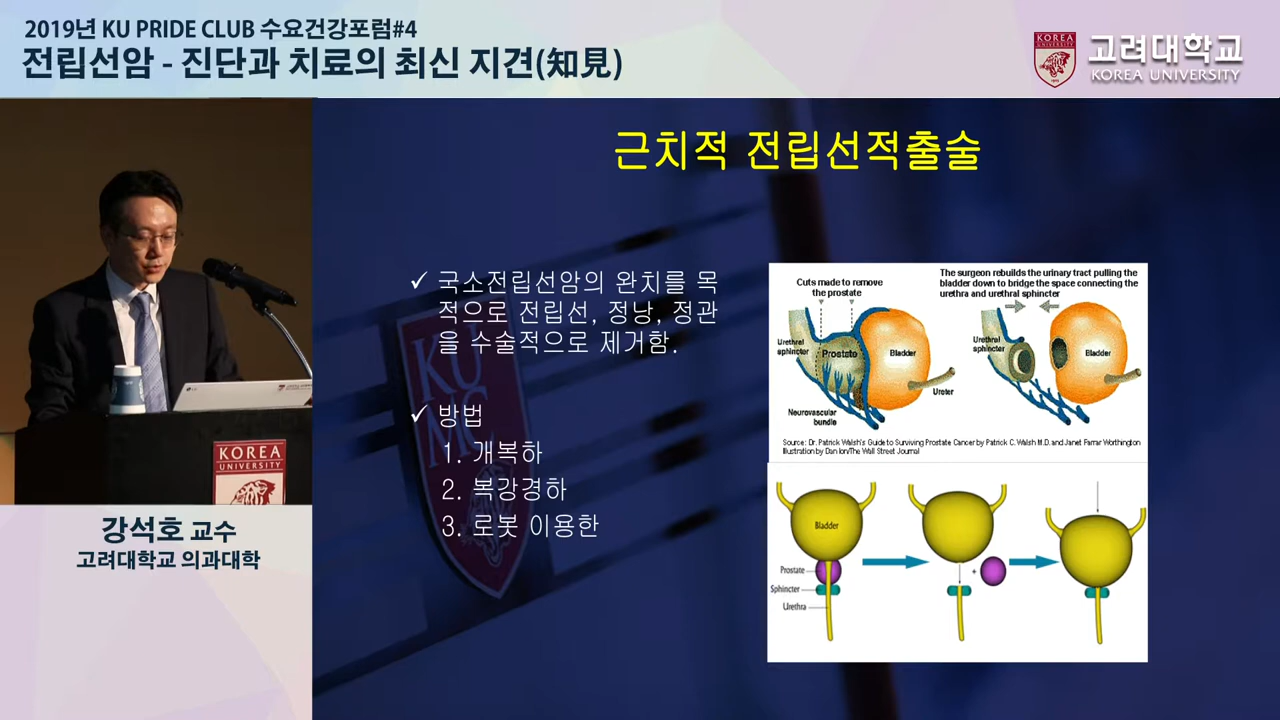 2019년 KU PRIDE CLUB 수요건강포럼#4
전립선암 - 진단과 치료의 최신 지견(知見)
KOREA
고려대학교
KOREA UNIVERSITY
근치적 전립선적출술
✓ 국소전립선암의 완치를 목
적으로 전립선, 정낭, 정관
을 수술적으로 제거함.
✓ 방법
1. 개복하
2. 복강경하
3. 로봇 이용한
Cuts made to remove
the prostate
The surgeon rebuilds the urinary tract pulling the
bladder down to bridge the space connecting the
urethra and urethral sphincter
Urethral
sphincter
Prostate
Bladder
Ureter
Neurovascular
bundle
Urethral
sphincter
Bladder
Source: Dr. Patrick Walsh's Guide to Surviving Prostate Cancer by Patrick C. Walsh M.D. and Janet Farrar Worthington
Illustration by Dan Ion/The Wall Street Journal
Bladder
Prostate
Sphincter
Urethra
+
KU
KOREA
UNIVERSITY
강석호 교수
고려대학교 의과대학